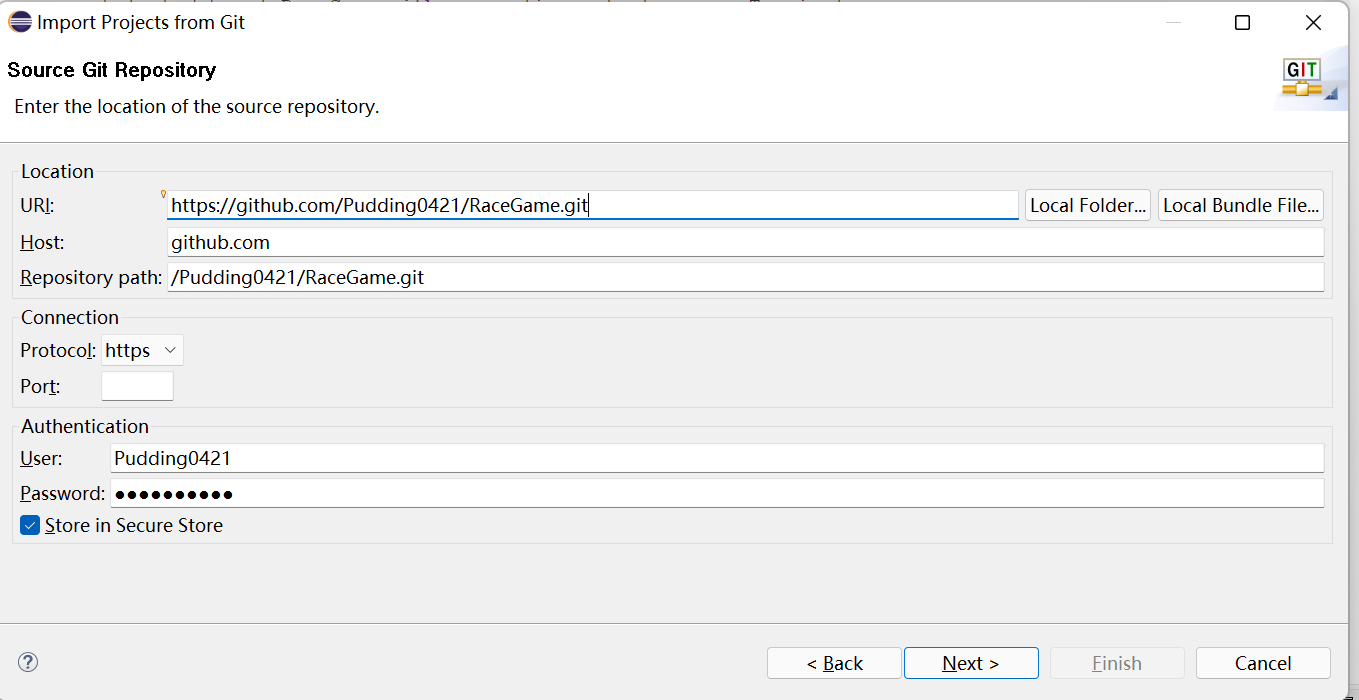 Import Projects from Git
Source Git Repository
Enter the location of the source repository.
GIT
Location
URI:
https://github.com/Pudding0421/RaceGame.git
Local Folder...
Local Bundle File...
Host:
github.com
Repository path:
/Pudding0421/RaceGame.git
Connection
Protocol:
https
Port:
Authentication
User:
Pudding0421
Password:
●●●●●●●●●●
Store in Secure Store
?
< Back
Next >
Finish
Cancel